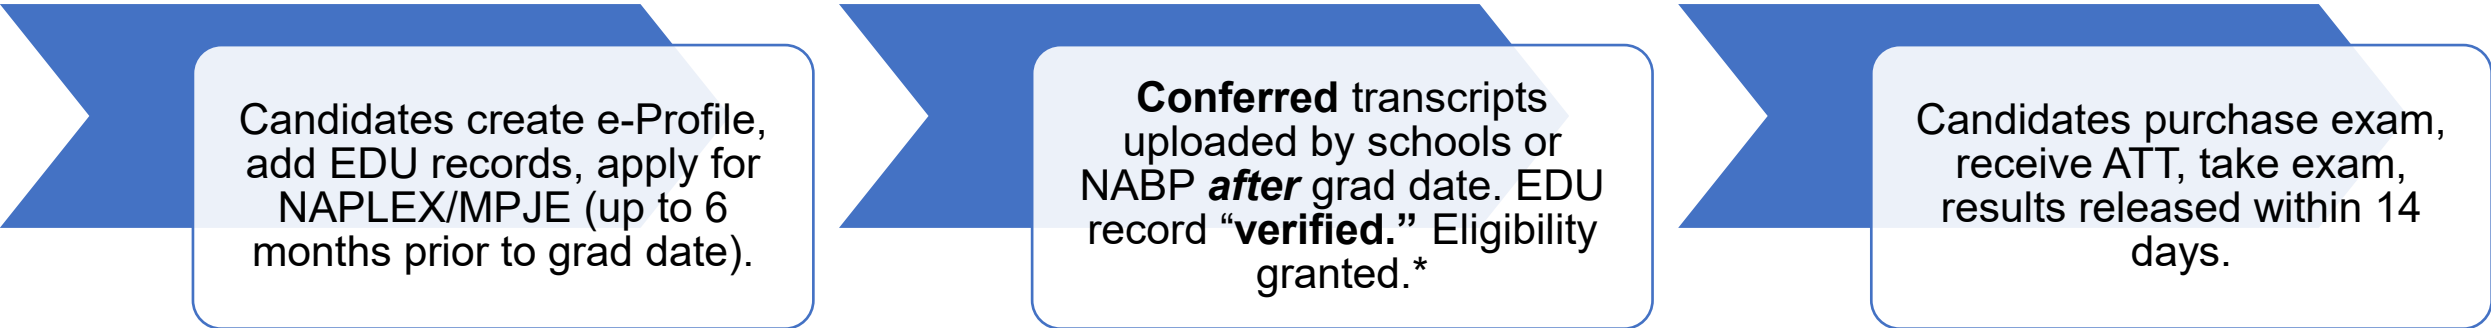 Candidates create e-Profile,
add EDU records, apply for
NAPLEX/MPJE (up to 6
months prior to grad date).
Conferred transcripts
uploaded by schools or
NABP after grad date. EDU
record “verified.” Eligibility
granted.*
Candidates purchase exam,
receive ATT, take exam,
results released within 14
days.